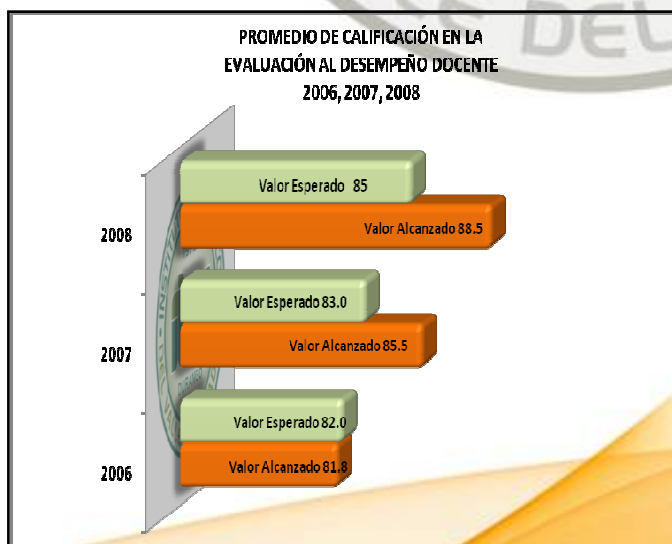 E DEL
PROMEDIO DE CALIFICACIÓN EN LA
EVALUACIÓN AL DESEMPEÑO DOCENTE
2006, 2007, 2008
2008
Valor Esperado 85
Valor Alcanzado 88.5
2007
Valor Esperado 83.0
Valor Alcanzado 85.5
2006
Valor Esperado 82.0
Valor Alcanzado 81.8